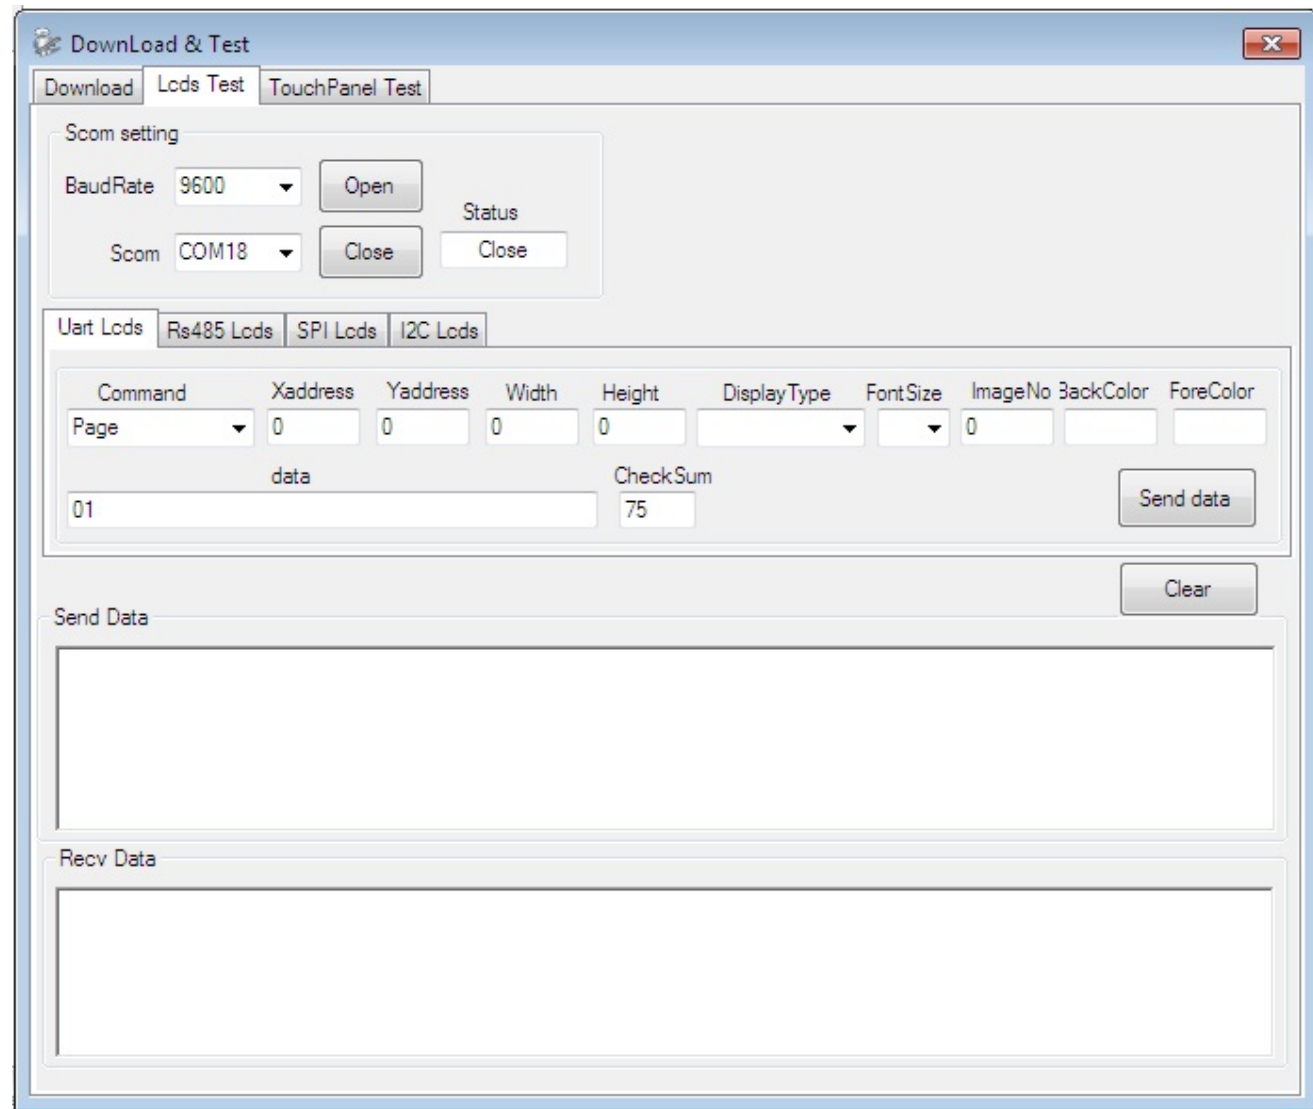 DownLoad & Test
Download Lcds Test TouchPanel Test
Scom setting
BaudRate 9600 Open
Status
Scom COM18 Close Close
Uart Lcds Rs485 Lcds SPI Lcds I2C Lcds
Command Xaddress Yaddress Width Height DisplayType FontSize ImageNo BackColor ForeColor
Page 0 0 0 0 0
data CheckSum
01 75 Send data
Clear
Send Data
Recv Data